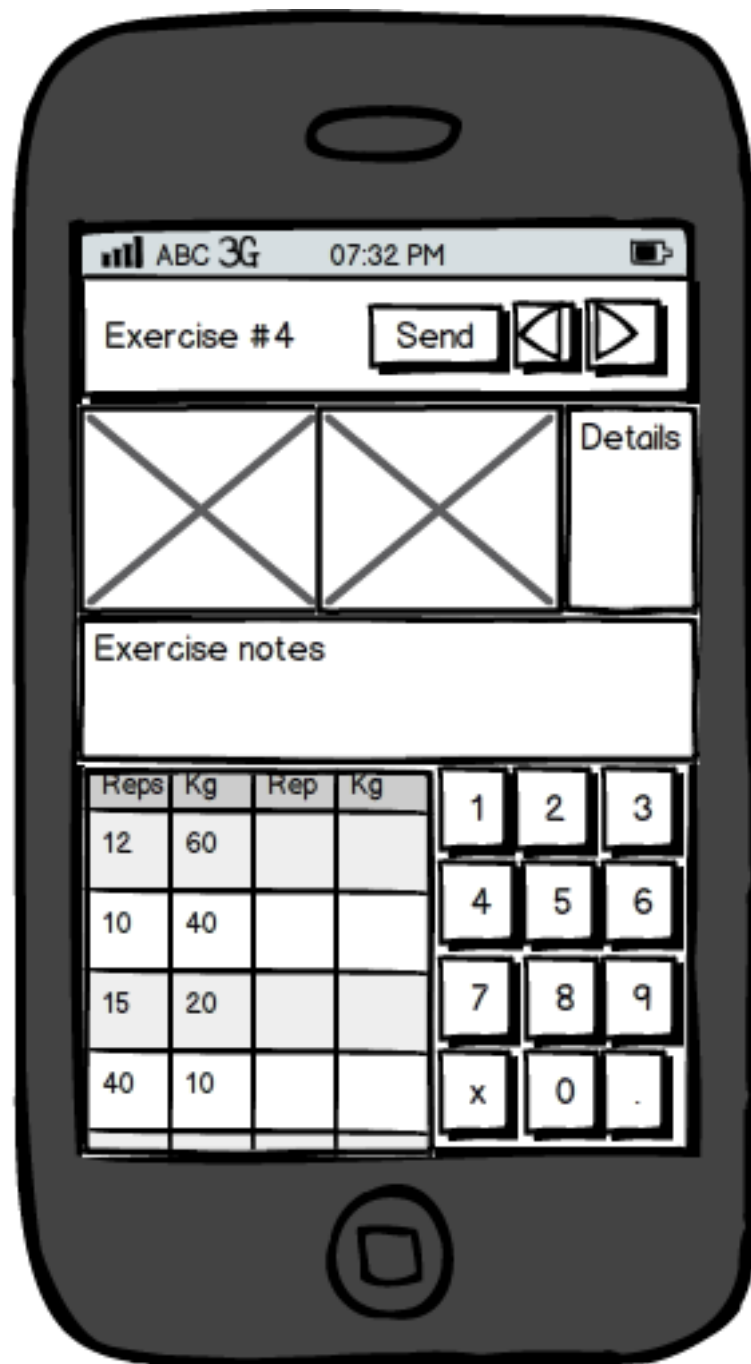 ABC 3G 07:32 PM
Exercise #4 Send
Details
Exercise notes
Reps Kg Rep Kg
12 60
10 40
15 20
40 10
1 2 3
4 5 6
7 8 9
x 0 .